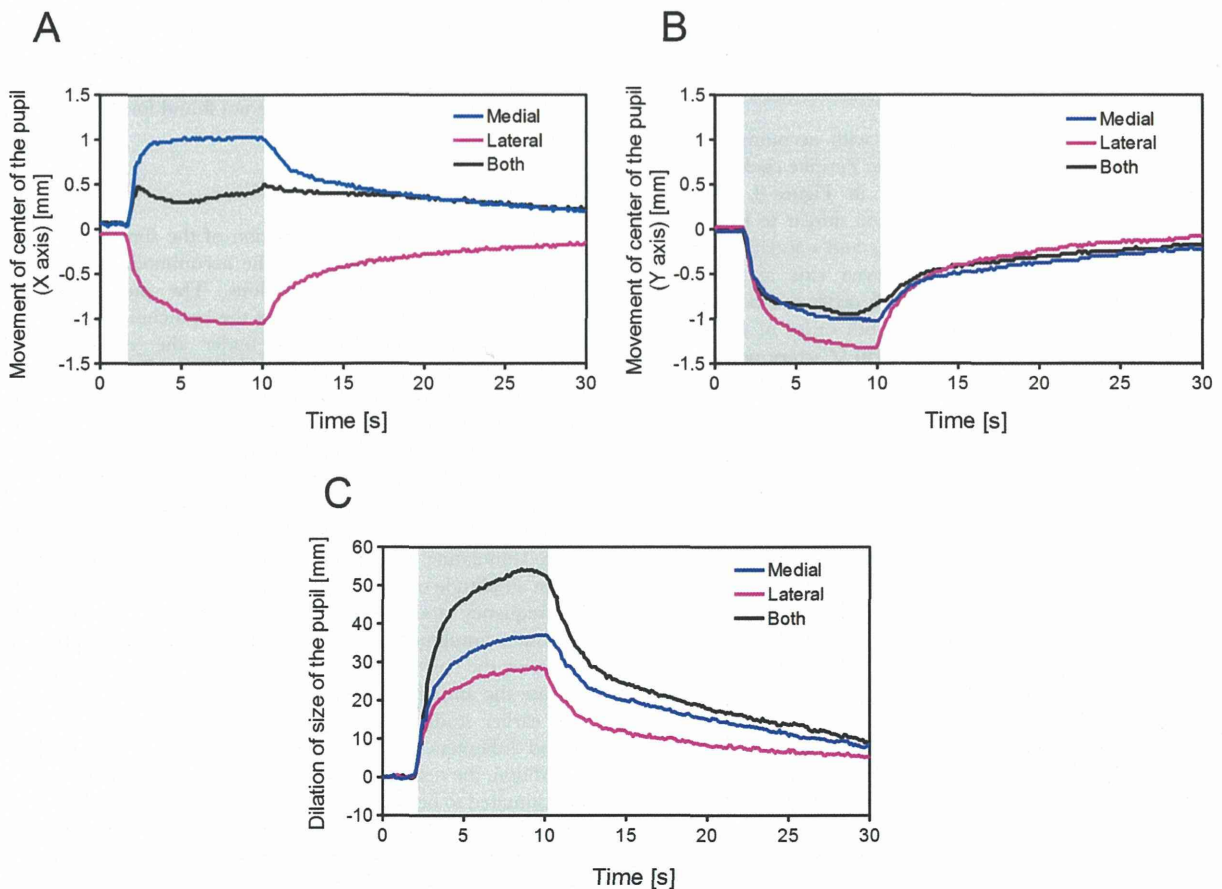 A
Movement of center of the pupil
(X axis) [mm]
1.5
1
0.5
0
-0.5
-1
-1.5
Medial
Lateral
Both
0
5
10
15
20
25
30
Time [s]
B
Movement of center of the pupil
(Y axis) [mm]
1.5
1
0.5
0
-0.5
-1
-1.5
Medial
Lateral
Both
0
5
10
15
20
25
30
Time [s]
C
Dilation of size of the pupil [mm]
60
50
40
30
20
10
0
-10
Medial
Lateral
Both
0
5
10
15
20
25
30
Time [s]